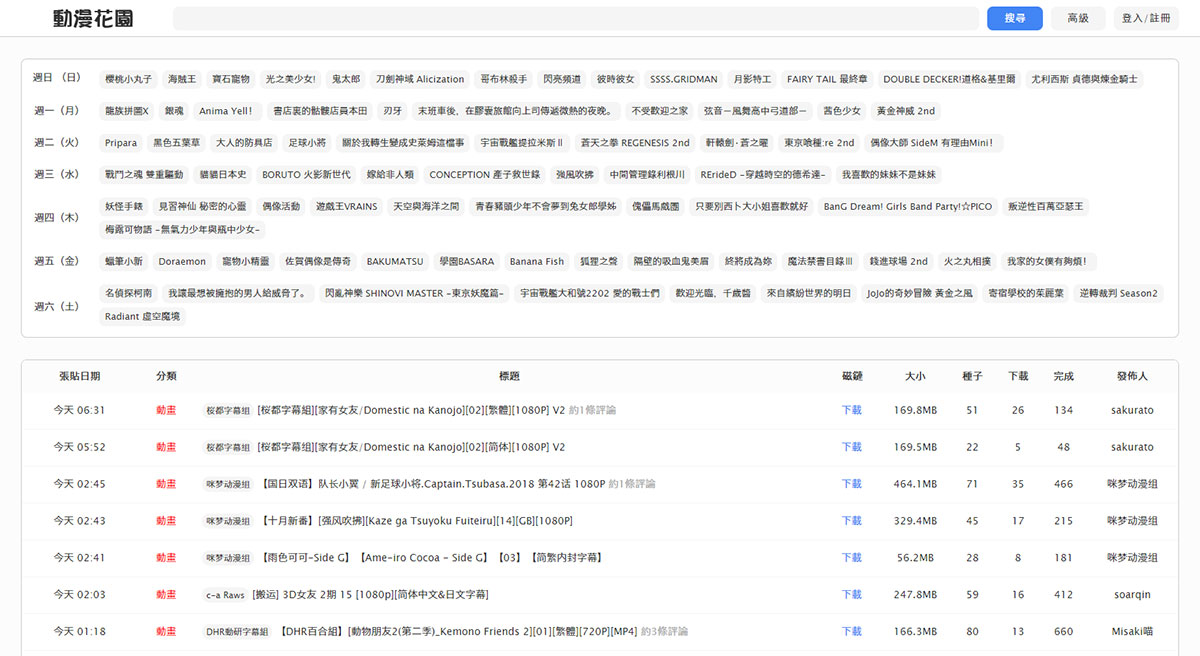 動漫花園 搜尋 高級 登入/註冊
週日 （日） 櫻桃小丸子 海賊王 寶石寵物 光之美少女! 鬼太郎 刀劍神域 Alicization 哥布林殺手 閃亮頻道 彼時彼女 SSSS.GRIDMAN 月影特工 FAIRY TAIL 最終章 DOUBLE DECKER!道格&基里爾 尤利西斯 貞德與煉金騎士
週一（月） 龍族拼圖X 銀魂 Anima Yell! 書店裏的骷髏店員本田 刃牙 末班車後，在膠囊旅館向上司傳遞微熱的夜晚。 不受歡迎之家 弦音－風舞高中弓道部－ 茜色少女 黃金神威 2nd
週二（火） Pripara 黑色五葉草 大人的防具店 足球小將 關於我轉生變成史萊姆這檔事 宇宙戰艦提拉米斯Ⅱ 蒼天之拳 REGENESIS 2nd 軒轅劍·蒼之曜 東京喰種:re 2nd 偶像大師 SideM 有理由Mini!
週三（水） 戰鬥之魂 雙重驅動 貓貓日本史 BORUTO 火影新世代 嫁給非人類 CONCEPTION 產子救世錄 強風吹拂 中間管理錄利根川 RErideD -穿越時空的德希達- 我喜歡的妹妹不是妹妹
週四（木） 妖怪手錶 見習神仙 秘密的心靈 偶像活動 遊戲王VRAINS 天空與海洋之間 青春豬頭少年不會夢到兔女郎學姊 傀儡馬戲團 只要別西卜大小姐喜歡就好 BanG Dream! Girls Band Party!☆PICO 叛逆性百萬亞瑟王
梅露可物語 -無氣力少年與瓶中少女-
週五（金） 蠟筆小新 Doraemon 寵物小精靈 佐賀偶像是傳奇 BAKUMATSU 學園BASARA Banana Fish 狐狸之聲 隔壁的吸血鬼美眉 終將成為妳 魔法禁書目錄Ⅲ 錢進球場 2nd 火之丸相撲 我家的女僕有夠煩!
週六（土） 名偵探柯南 我讓最想被擁抱的男人給威脅了。 閃亂神樂 SHINOVI MASTER -東京妖魔篇- 宇宙戰艦大和號2202 愛的戰士們 歡迎光臨，千歲醬 來自繽紛世界的明日 JoJo的奇妙冒險 黃金之風 寄宿學校的茱麗葉 逆轉裁判 Season2
Radiant 虛空魔境
張貼日期 分類 標題 磁鏈 大小 種子 下載 完成 發佈人
今天 06:31 動畫 桜都字幕組 [桜都字幕組][家有女友/Domestic na Kanojo][02][繁體][1080P] V2 約1條評論 下載 169.8MB 51 26 134 sakurato
今天 05:52 動畫 桜都字幕組 [桜都字幕组][家有女友/Domestic na Kanojo][02][简体][1080P] V2 下載 169.5MB 22 5 48 sakurato
今天 02:45 動畫 咪梦动漫组 【国日双语】队长小翼 / 新足球小将.Captain.Tsubasa.2018 第42话 1080P 約1條評論 下載 464.1MB 71 35 466 咪梦动漫组
今天 02:43 動畫 咪梦动漫组 【十月新番】[强风吹拂][Kaze ga Tsuyoku Fuiteiru][14][GB][1080P] 下載 329.4MB 45 17 215 咪梦动漫组
今天 02:41 動畫 咪梦动漫组 【雨色可可-Side G】【Ame-iro Cocoa - Side G】【03】【简繁内封字幕】 下載 56.2MB 28 8 181 咪梦动漫组
今天 02:03 動畫 c-a Raws [搬运] 3D女友 2期 15 [1080p][简体中文&日文字幕] 下載 247.8MB 59 16 412 soarqin
今天 01:18 動畫 DHR動研字幕組 【DHR百合組】[動物朋友2(第二季)_Kemono Friends 2][01][繁體][720P][MP4] 約3條評論 下載 166.3MB 80 13 660 Misaki喵